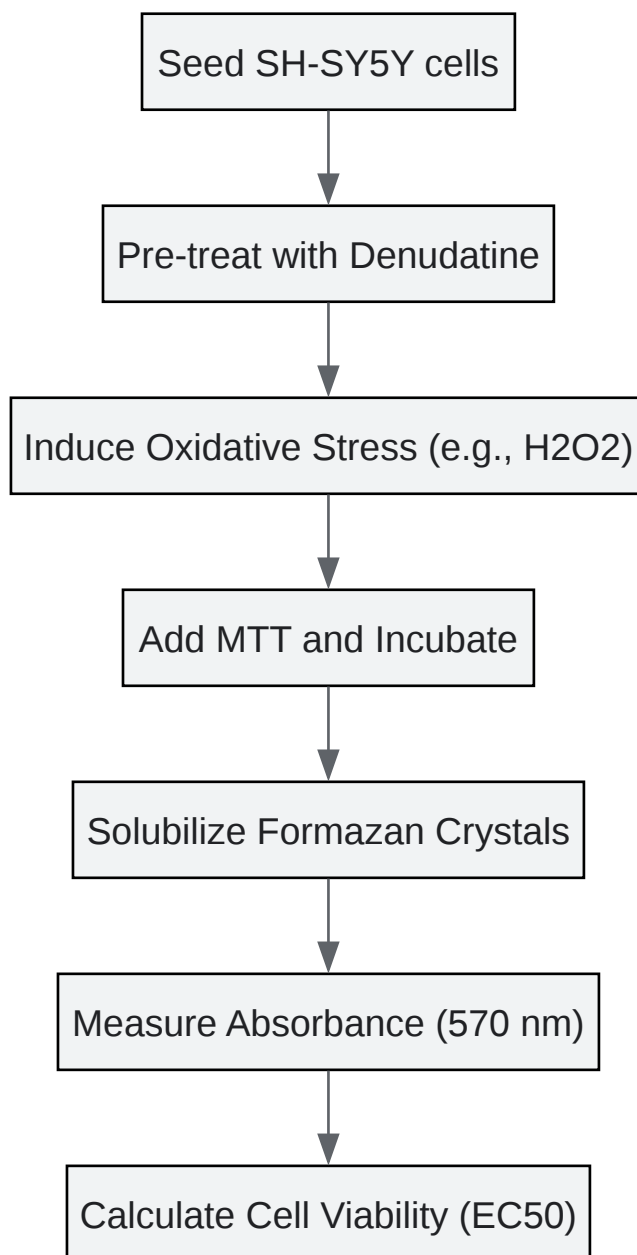 Seed SH-SY5Y cells
Pre-treat with Denudatine
Induce Oxidative Stress (e.g., H2O2)
Add MTT and Incubate
Solubilize Formazan Crystals
Measure Absorbance (570 nm)
Calculate Cell Viability (EC50)